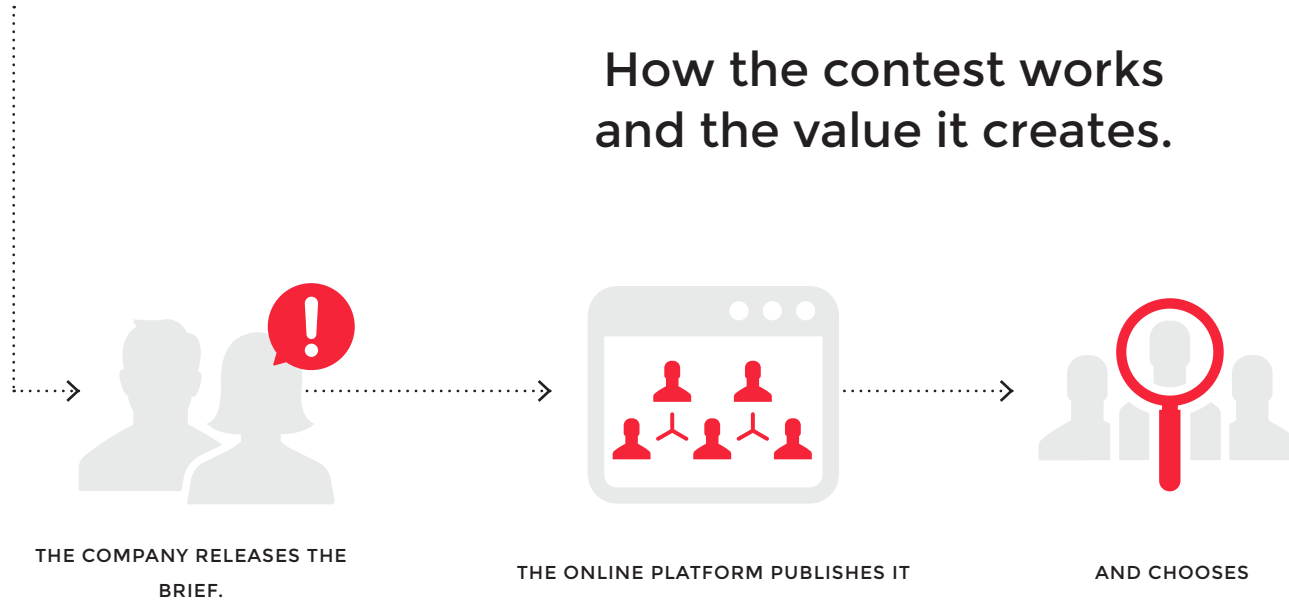 How the contest works
and the value it creates.
THE COMPANY RELEASES THE
BRIEF.
THE ONLINE PLATFORM PUBLISHES IT
AND CHOOSES